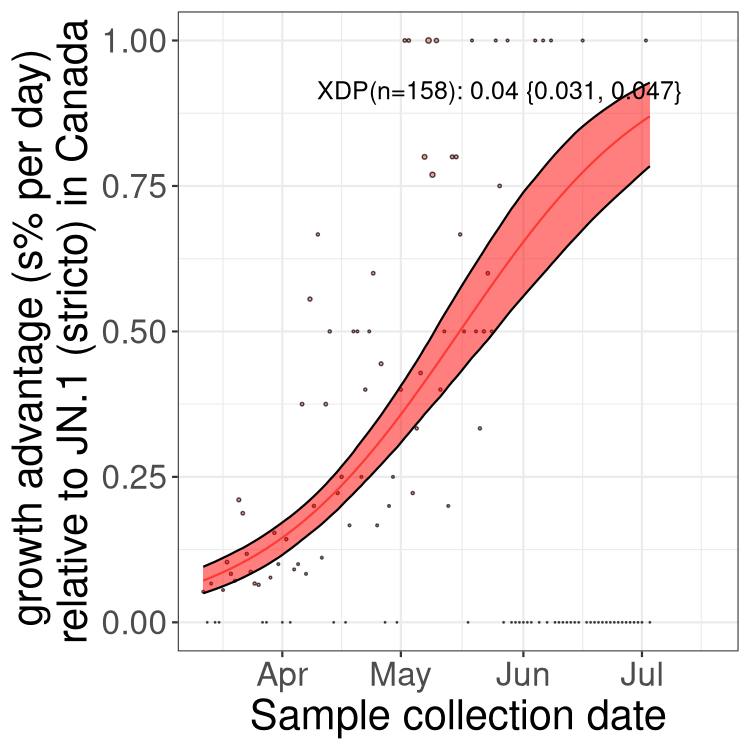 growth advantage (s% per day)
relative to JN.1 (stricto) in Canada
1.00
0.75
0.50
0.25
0.00
XDP(n=158): 0.04 {0.031, 0.047}
Apr May Jun Jul
Sample collection date